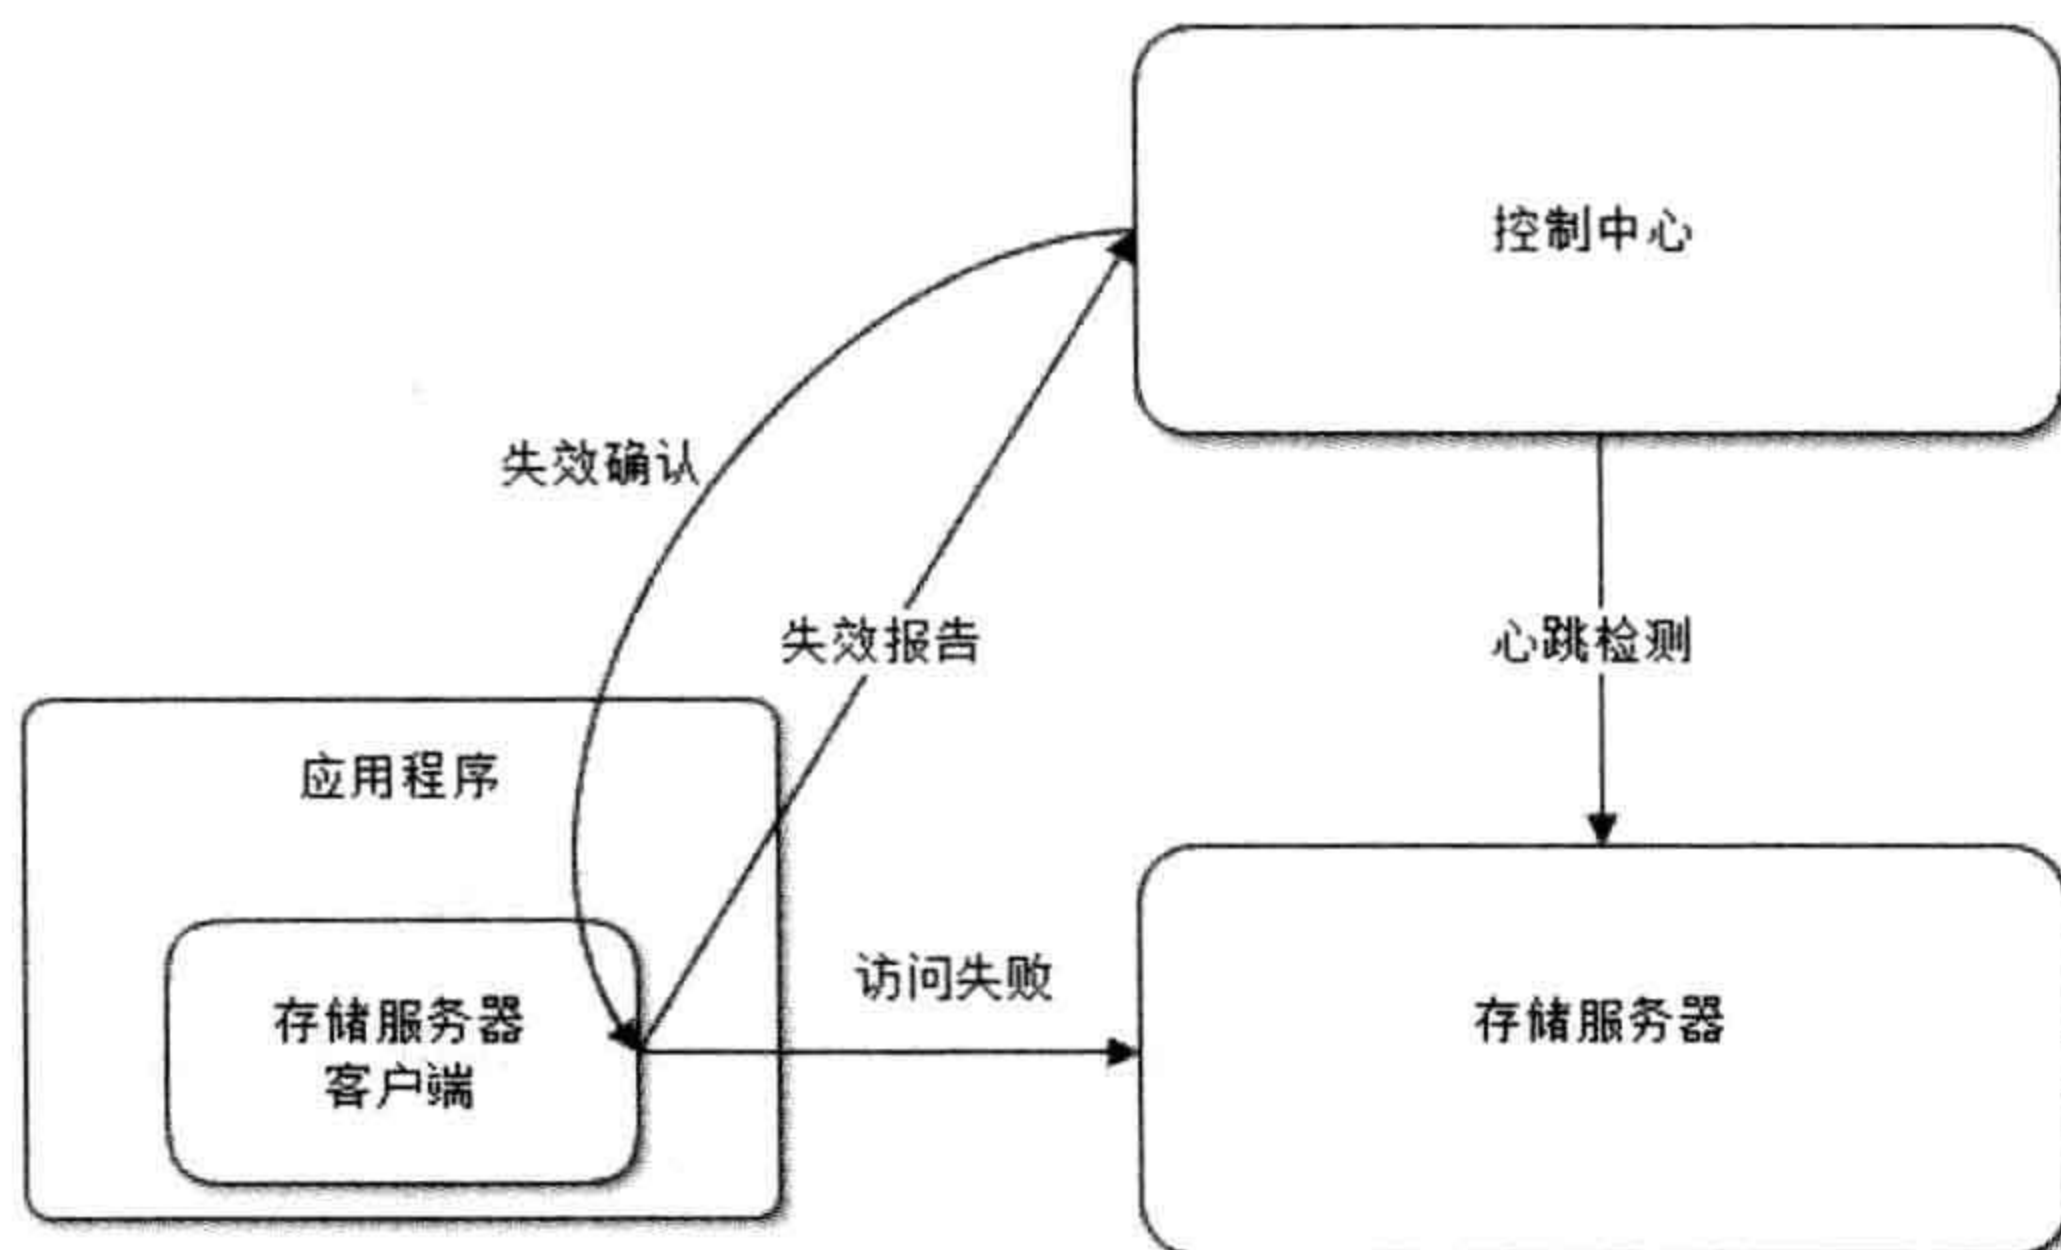 控制中心
失效确认
失效报告
心跳检测
应用程序
访问失败
存储服务器
客户端
存储服务器